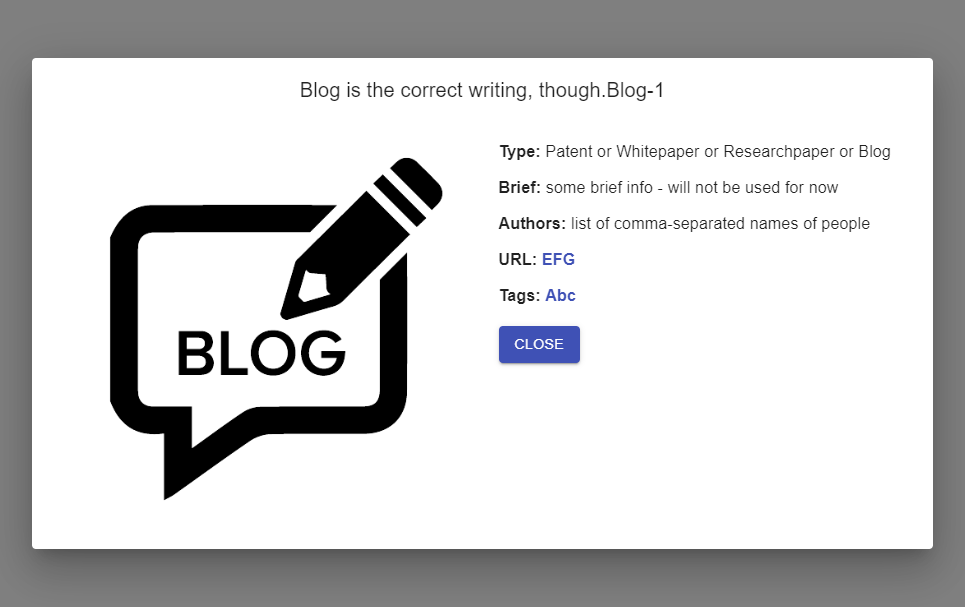 Blog is the correct writing, though.Blog-1
BLOG
Type: Patent or Whitepaper or Researchpaper or Blog
Brief: some brief info - will not be used for now
Authors: list of comma-separated names of people
URL: EFG
Tags: Abc
CLOSE